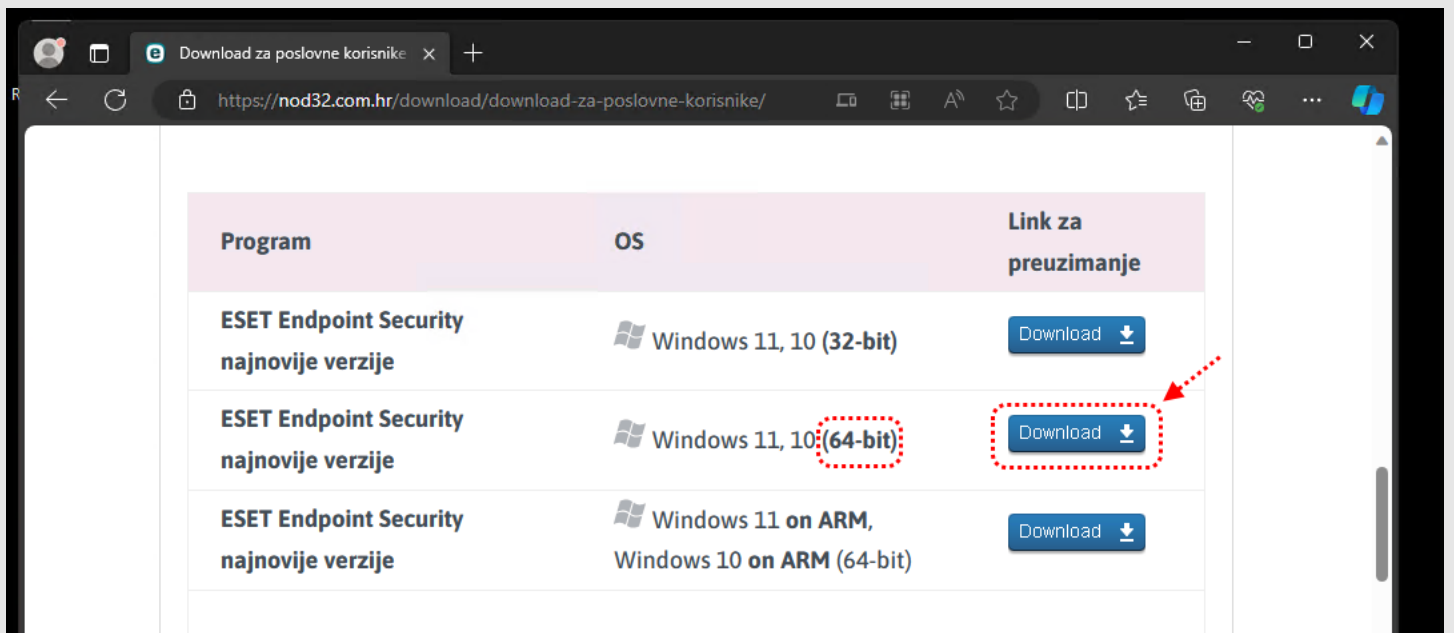 Download za poslovne korisnike
https://nod32.com.hr/download/download-za-poslovne-korisnike/
Program
OS
Link za
preuzimanje
ESET Endpoint Security
najnovije verzije
Windows 11, 10 (32-bit)
Download
ESET Endpoint Security
najnovije verzije
Windows 11, 10 (64-bit)
Download
ESET Endpoint Security
najnovije verzije
Windows 11 on ARM,
Windows 10 on ARM (64-bit)
Download